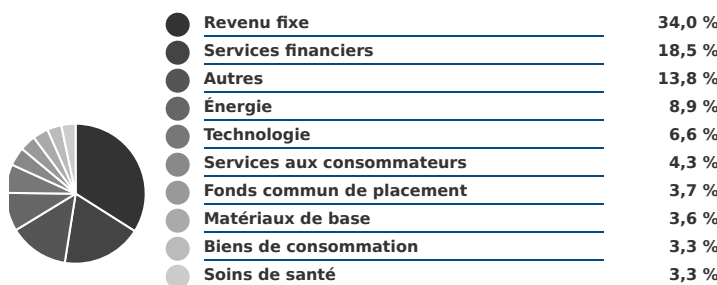 Revenu fixe 34,0 %
Services financiers 18,5 %
Autres 13,8 %
Énergie 8,9 %
Technologie 6,6 %
Services aux consommateurs 4,3 %
Fonds commun de placement 3,7 %
Matériaux de base 3,6 %
Biens de consommation 3,3 %
Soins de santé 3,3 %